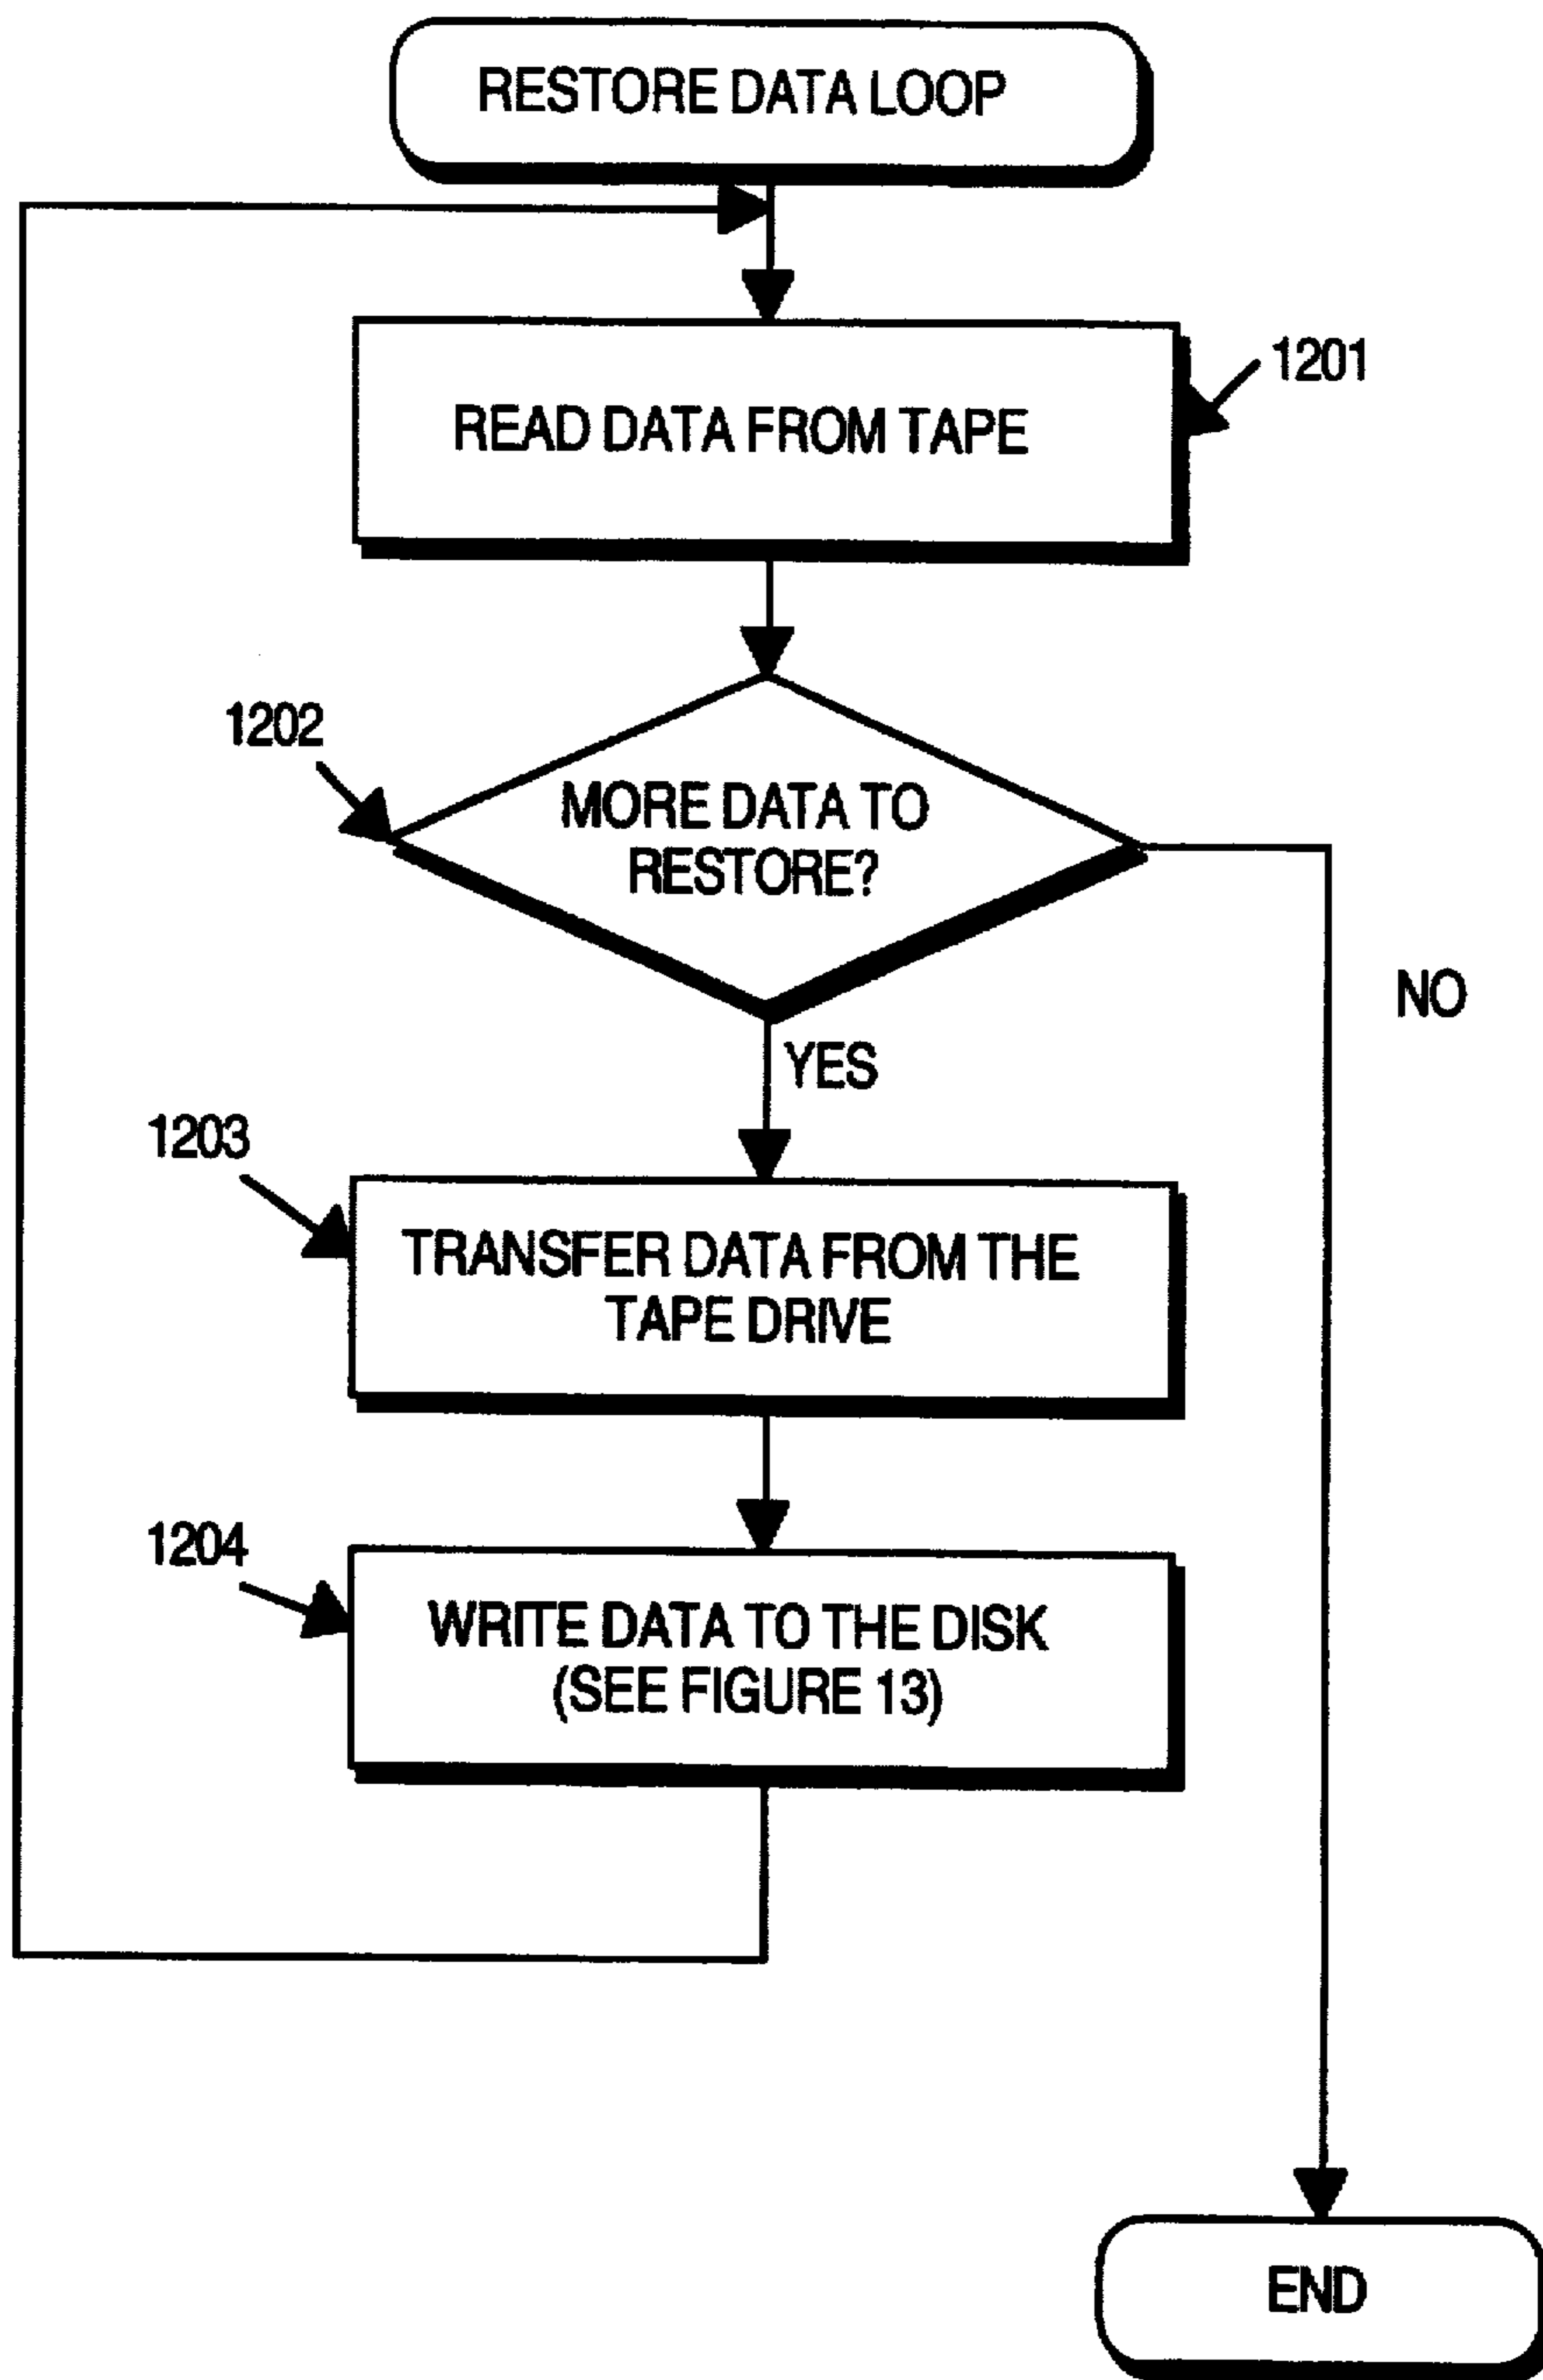 RESTORE DATA LOOP
1201
READ DATA FROM TAPE
1202
MORE DATA TO
RESTORE?
NO
YES
1203
TRANSFER DATA FROM THE
TAPE DRIVE
1204
WRITE DATA TO THE DISK
(SEE FIGURE 13)
END